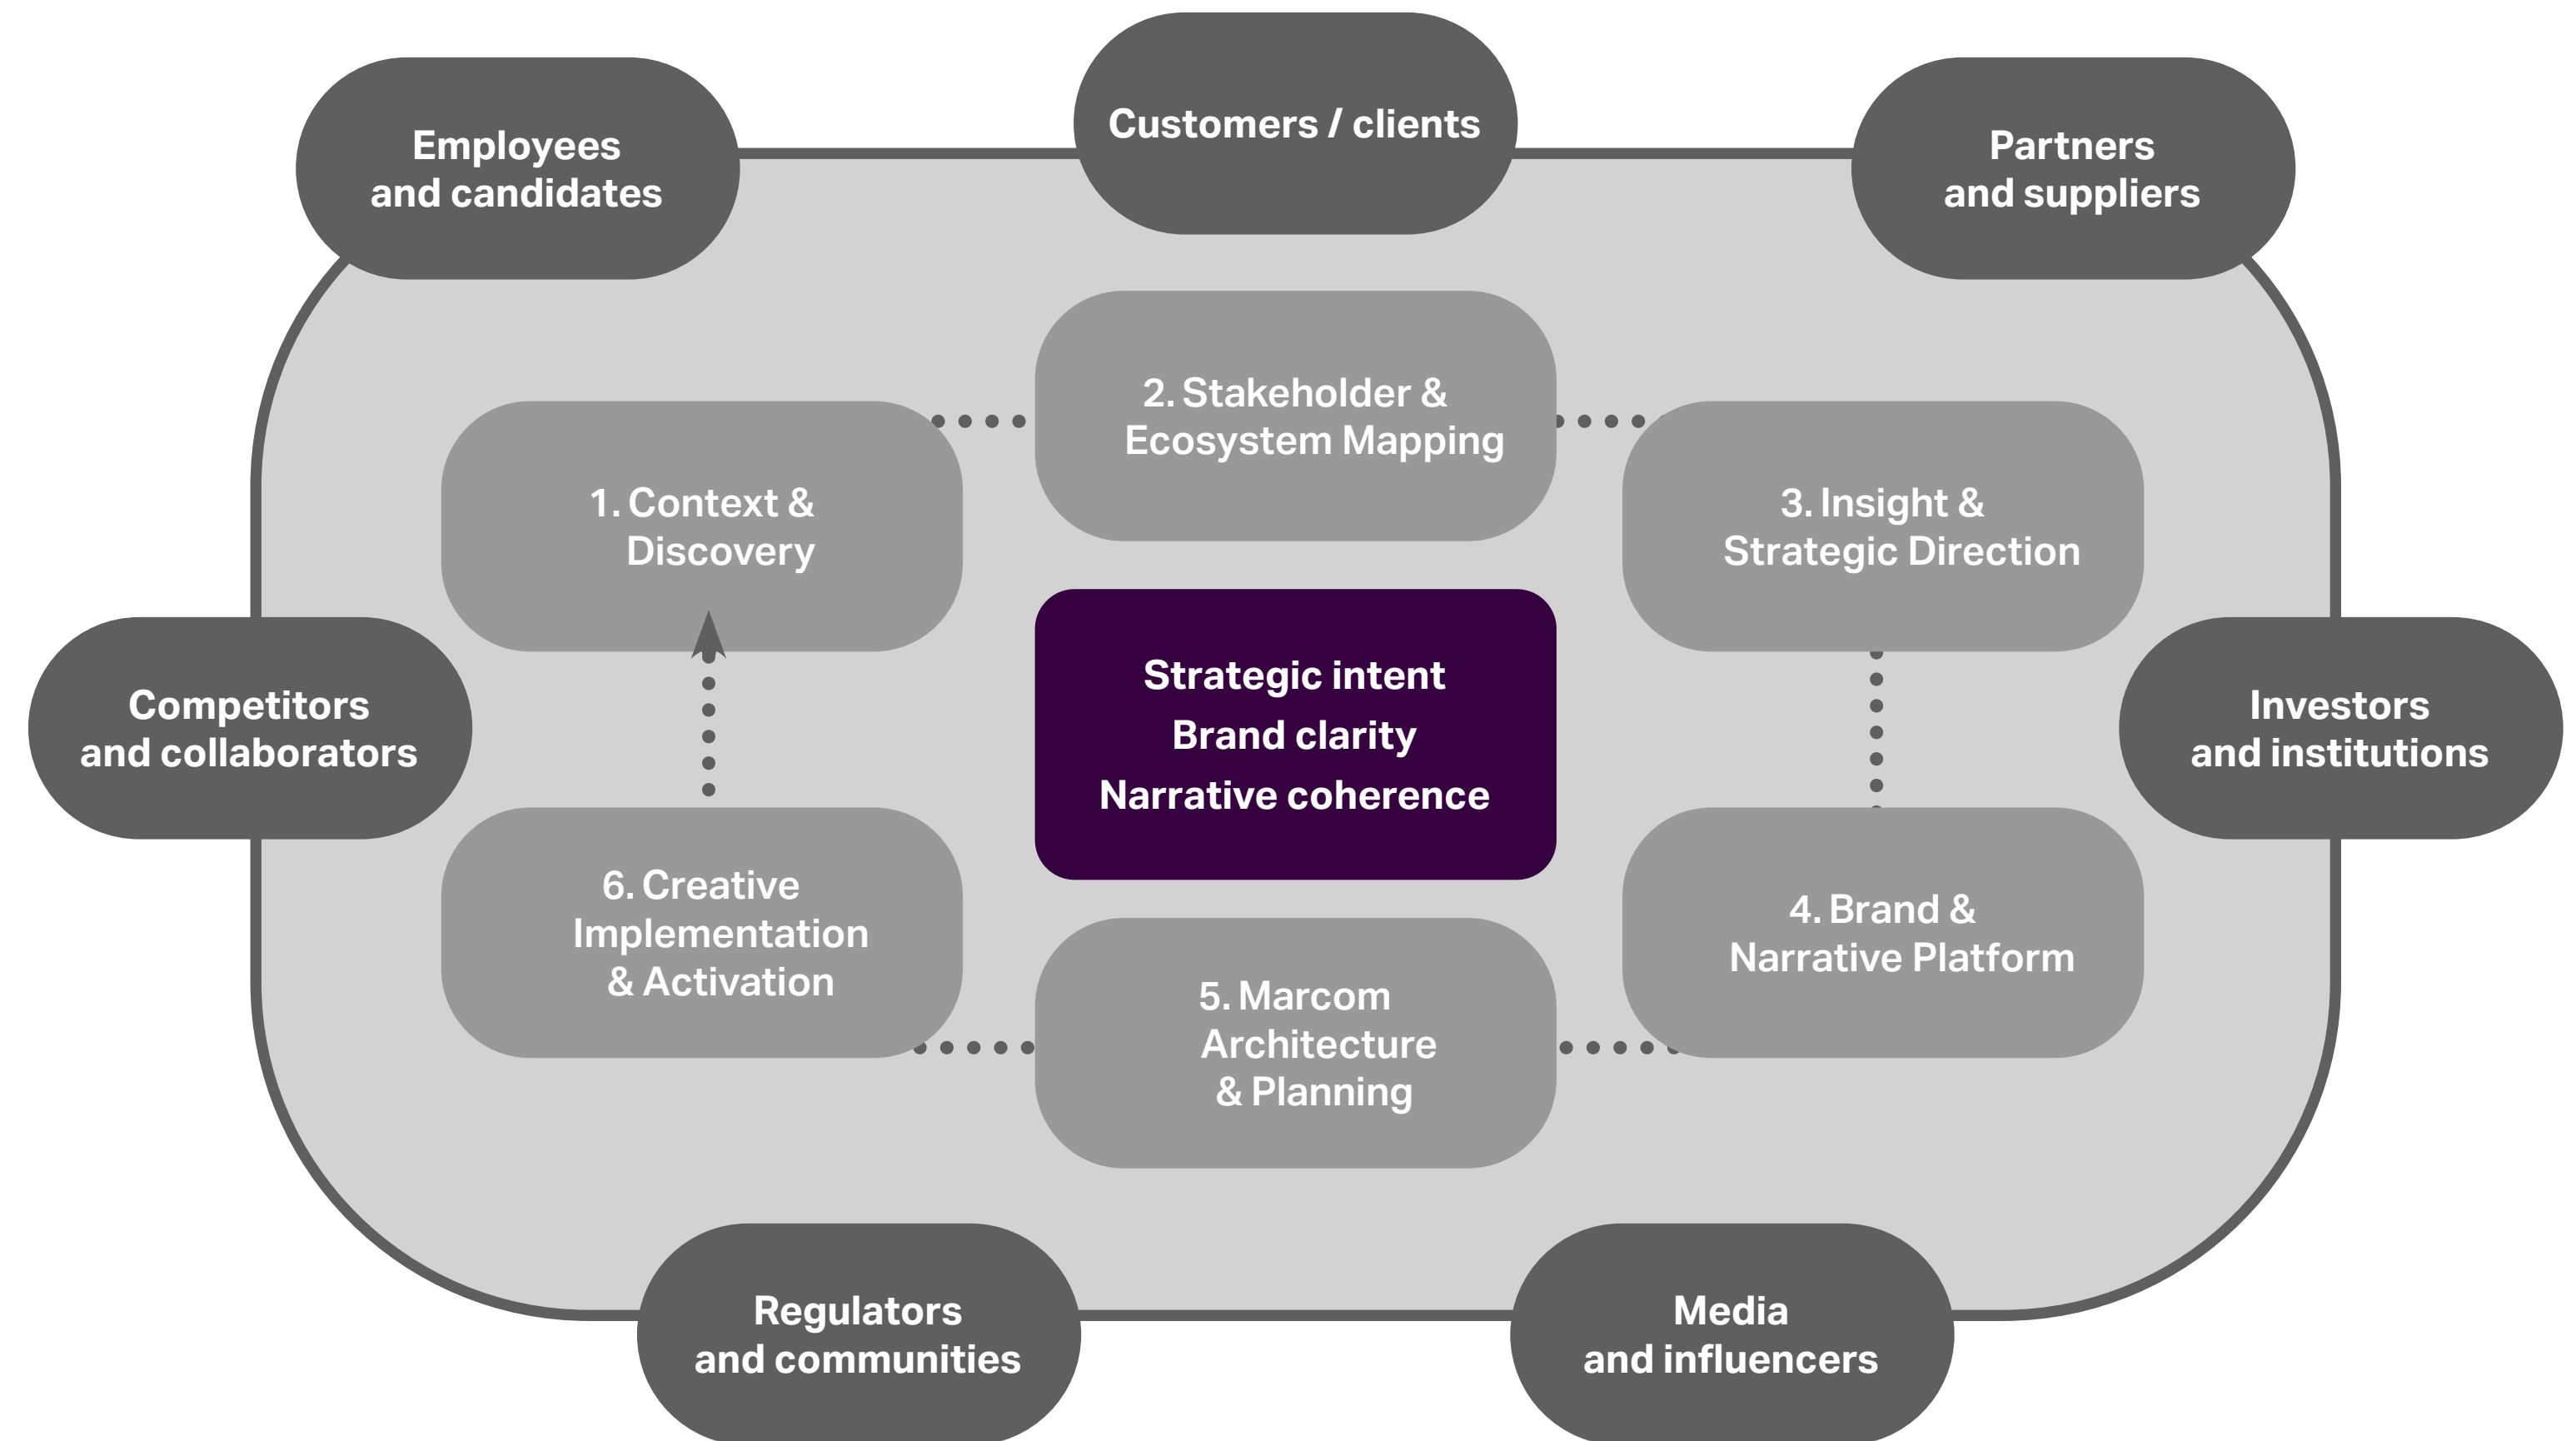 Employees
and candidates
Customers / clients
Partners
and suppliers
1. Context &
Discovery
2. Stakeholder &
Ecosystem Mapping
3. Insight &
Strategic Direction
Competitors
and collaborators
Strategic intent
Brand clarity
Narrative coherence
Investors
and institutions
6. Creative
Implementation
& Activation
5. Marcom
Architecture
& Planning
4. Brand &
Narrative Platform
Regulators
and communities
Media
and influencers